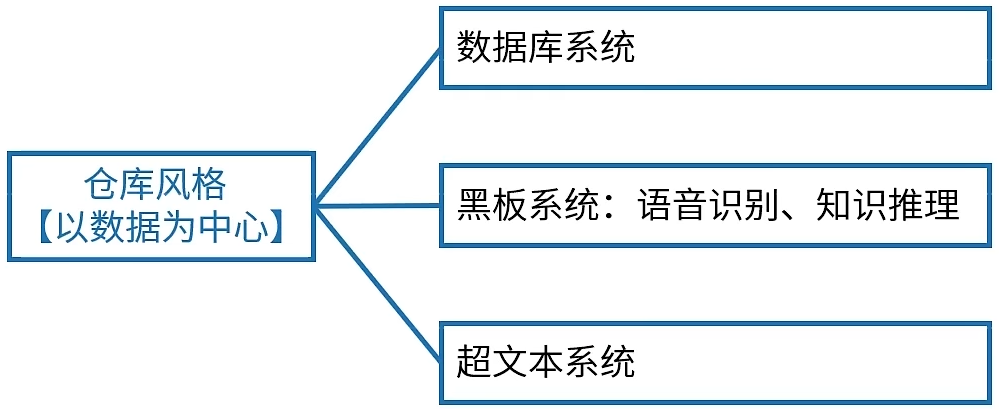 数据库系统
仓库风格
【以数据为中心】
黑板系统：语音识别、知识推理
超文本系统